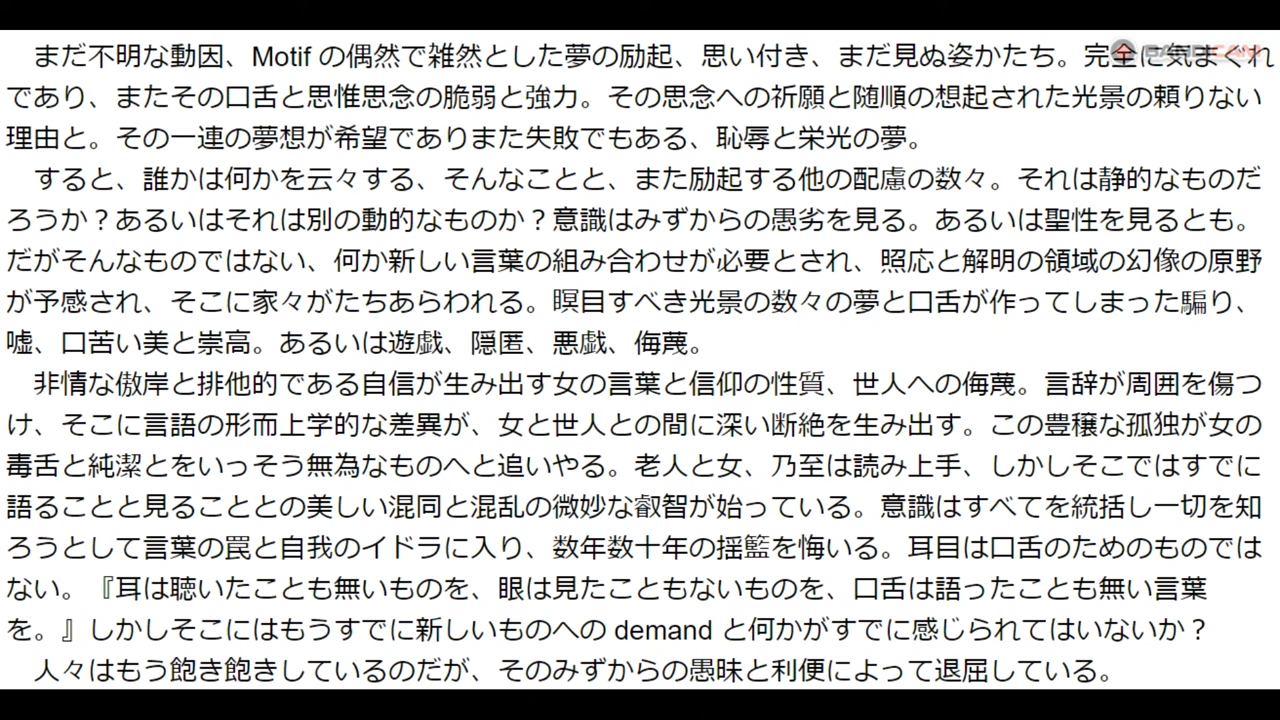 まだ不明な動因、Motif の偶然で雑然とした夢の励起、思い付き、まだ見ぬ姿かたち。完全に気まぐれ
であり、またその口舌と思惟思念の脆弱と強力。その思念への祈願と随順の想起された光景の頼りない
理由と。その一連の夢想が希望でありまた失敗でもある、恥辱と栄光の夢。
すると、誰かは何かを云々する、そんなことと、また励起する他の配慮の数々。それは静的なものだ
ろうか？あるいはそれは別の動的なものか？意識はみずからの愚劣を見る。あるいは聖性を見るとも。
だがそんなものではない、何か新しい言葉の組み合わせが必要とされ、照応と解明の領域の幻像の原野
が予感され、そこに家々がたちあらわれる。瞑目すべき光景の数々の夢と口舌が作ってしまった騙り、
嘘、口苦い美と崇高。あるいは遊戯、隠匿、悪戯、侮蔑。
非情な傲岸と排他的である自信が生み出す女の言葉と信仰の性質、世人への侮蔑。言辞が周囲を傷つ
け、そこに言語の形而上学的な差異が、女と世人との間に深い断絶を生み出す。この豊穣な孤独が女の
毒舌と純潔とをいっそう無為なものへと追いやる。老人と女、乃至は読み上手、しかしそこではすでに
語ることと見ることとの美しい混同と混乱の微妙な叡智が始っている。意識はすべてを統括し一切を知
ろうとして言葉の罠と自我のイドラに入り、数年数十年の揺籃を悔いる。耳目は口舌のためのものでは
ない。『耳は聴いたことも無いものを、眼は見たこともないものを、口舌は語ったことも無い言葉
を。』しかしそこにはもうすでに新しいものへの demand と何かがすでに感じられてはいないか？
人々はもう飽き飽きしているのだが、そのみずからの愚昧と利便によって退屈している。
BANDICAM